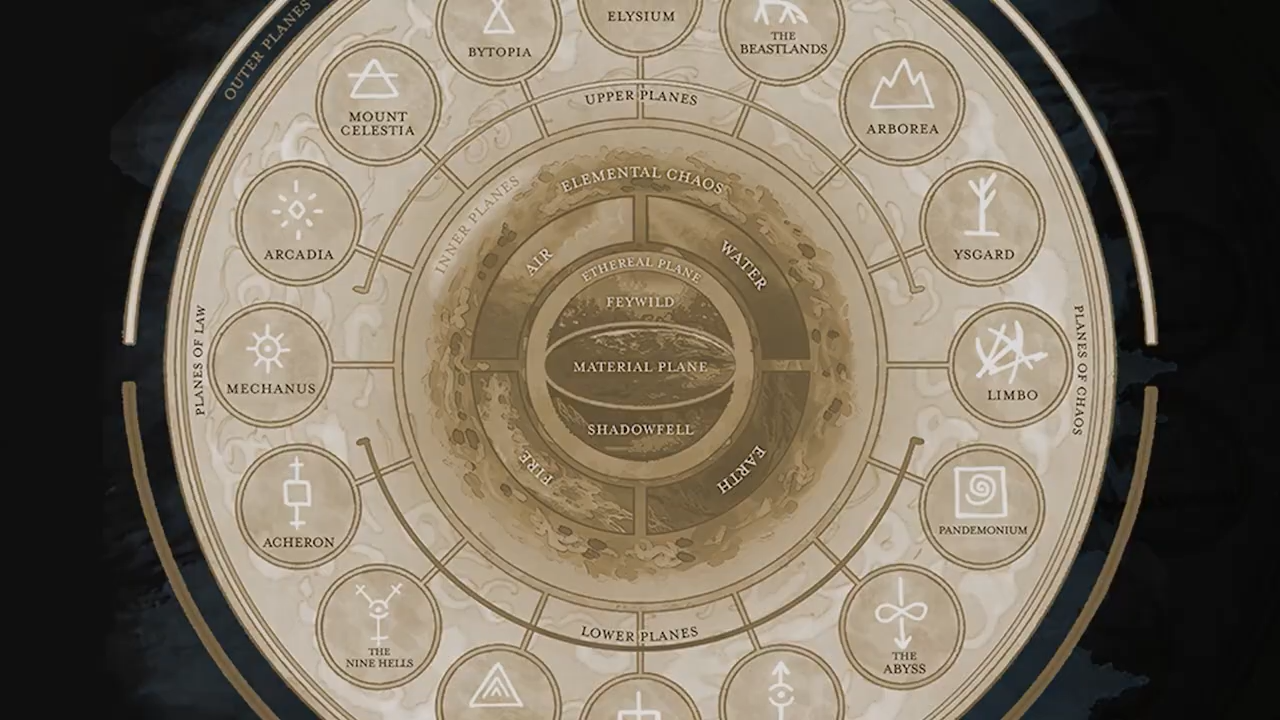 OUTER PLANES
ELYSIUM
BYTOPIA
THE
BEASTLANDS
MOUNT
CELESTIA
UPPER PLANES
ARBOREA
ELEMENTAL CHAOS
INNER PLANES
ARCADIA
AIR
WATER
YSGARD
ETHEREAL PLANE
FEYWILD
PLANES OF LAW
MECHANUS
MATERIAL PLANE
LIMBO
PLANES OF CHAOS
SHADOWFELL
FIRE
EARTH
ACHERON
PANDEMONIUM
LOWER PLANES
THE
NINE HELLS
THE
ABYSS